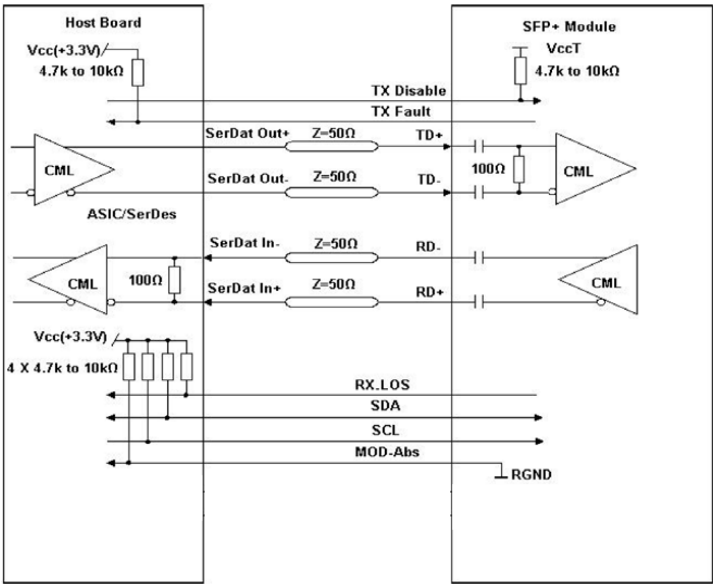 Host Board
SFP+ Module
Vcc(+3.3V)
4.7k to 10kΩ
VccT
4.7k to 10kΩ
TX Disable
TX Fault
SerDat Out+
Z=50Ω
TD+
CML
100Ω
CML
SerDat Out-
Z=50Ω
TD-
ASIC/SerDes
SerDat In-
Z=50Ω
RD-
CML
100Ω
CML
SerDat In+
Z=50Ω
RD+
Vcc(+3.3V)
4 X 4.7k to 10kΩ
RX.LOS
SDA
SCL
MOD-Abs
RGND